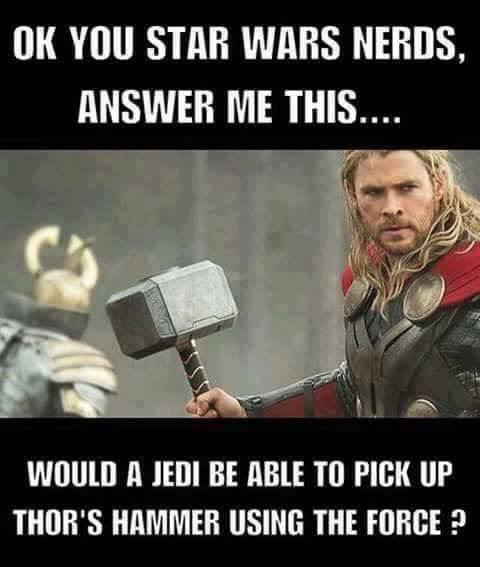 OK YOU STAR WARS NERDS,
ANSWER ME THIS....
WOULD A JEDI BE ABLE TO PICK UP
THOR'S HAMMER USING THE FORCE ?